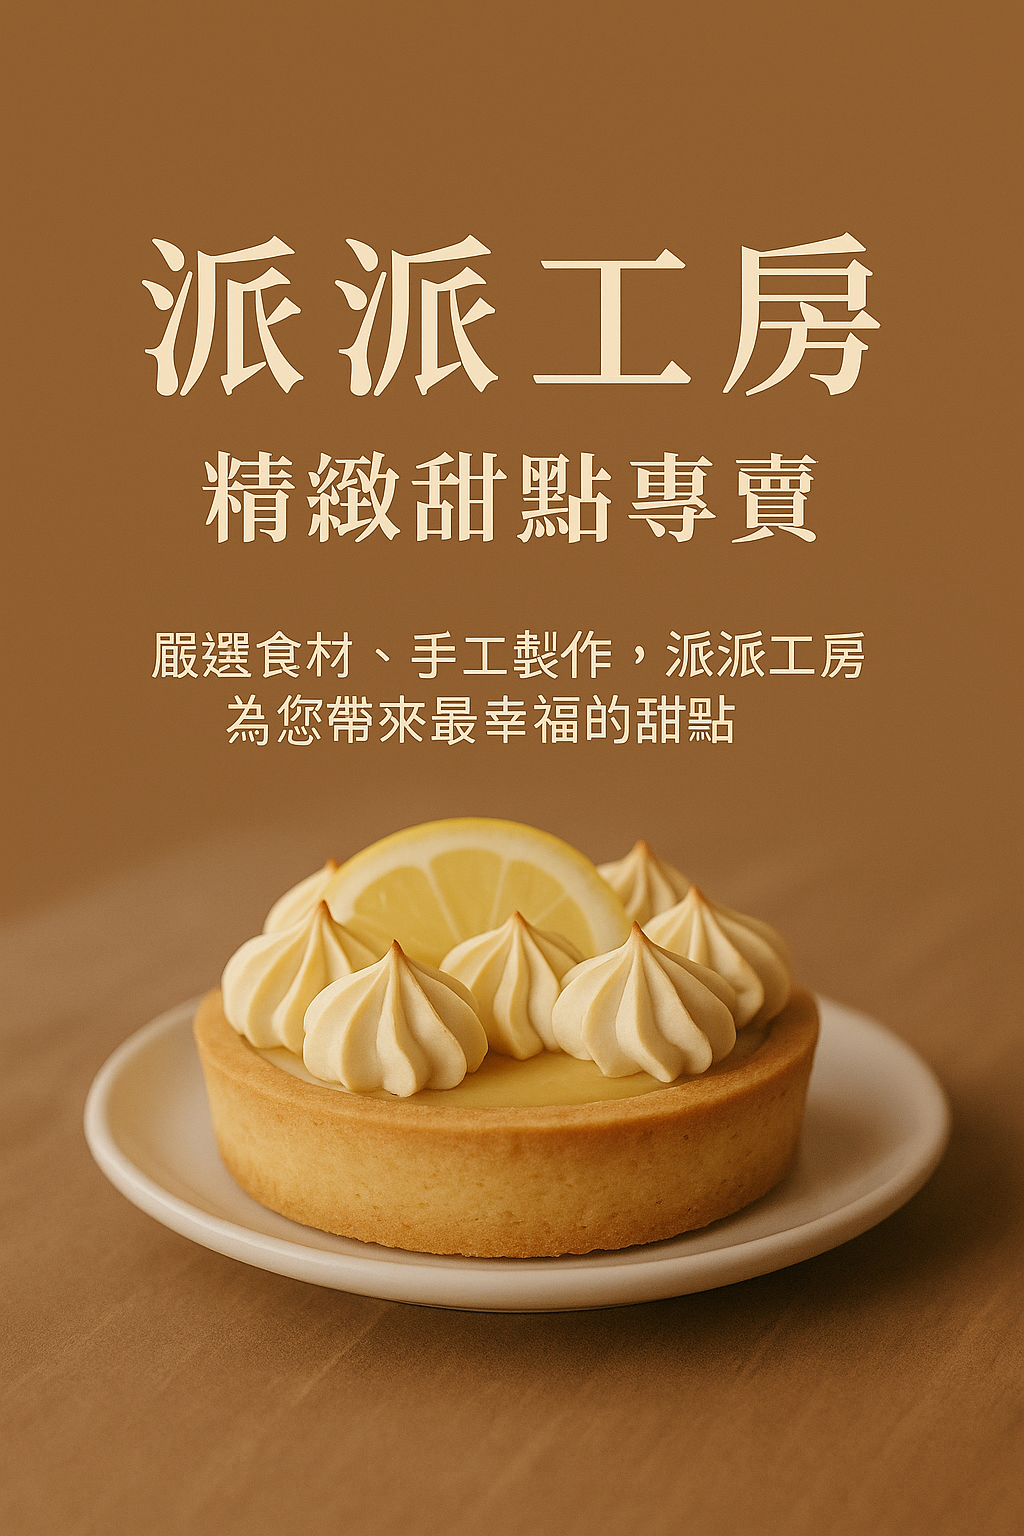 派派工房
精緻甜點專賣
嚴選食材、手工製作，派派工房
為您帶來最幸福的甜點